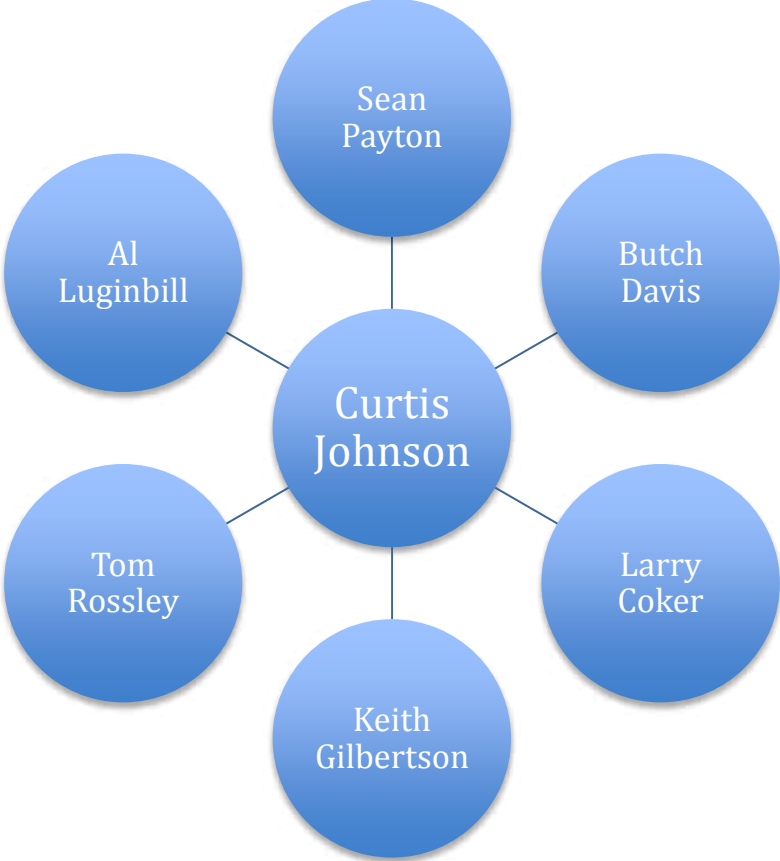 Sean
Payton
Al
Luginbill
Butch
Davis
Curtis
Johnson
Tom
Rossley
Larry
Coker
Keith
Gilbertson